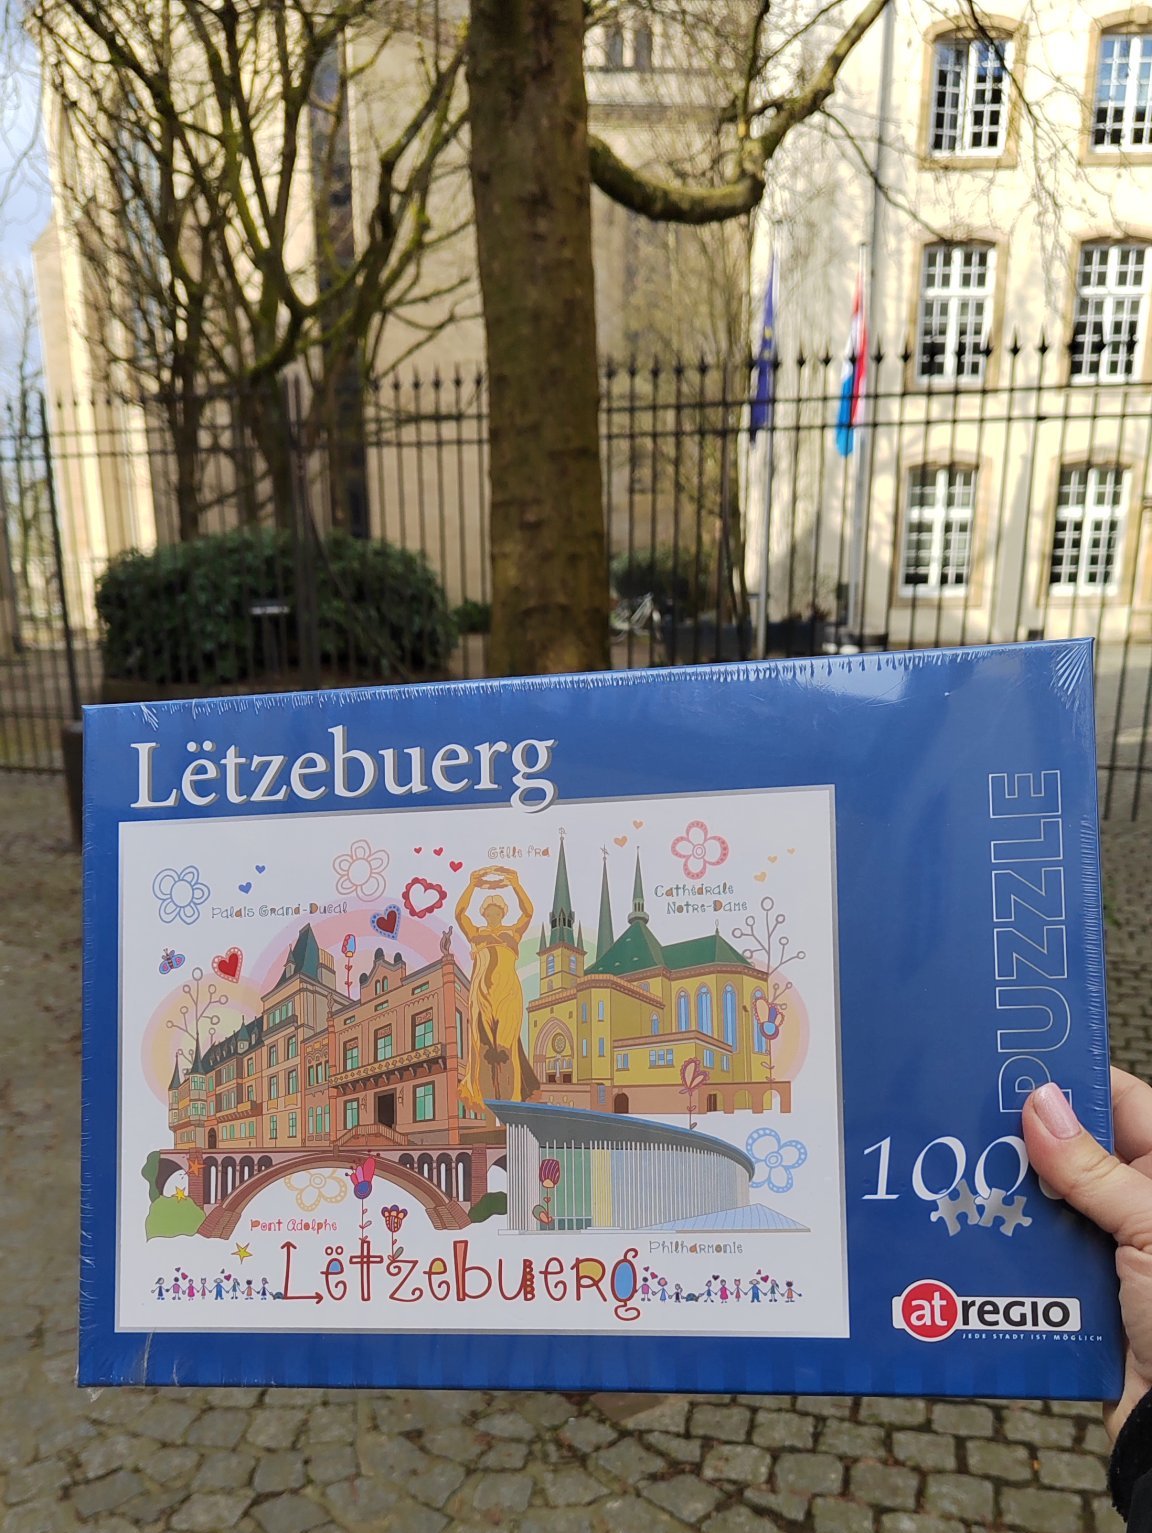 Lëtzebuerg
PUZZLE
Gëlle FRA
Palais Grand-Ducal
Cathédrale
Notre-Dame
Pont Adolphe
Philharmonie
Lëtzebuerg
100
at REGIO
JEDE STADT IST MÖGLICH